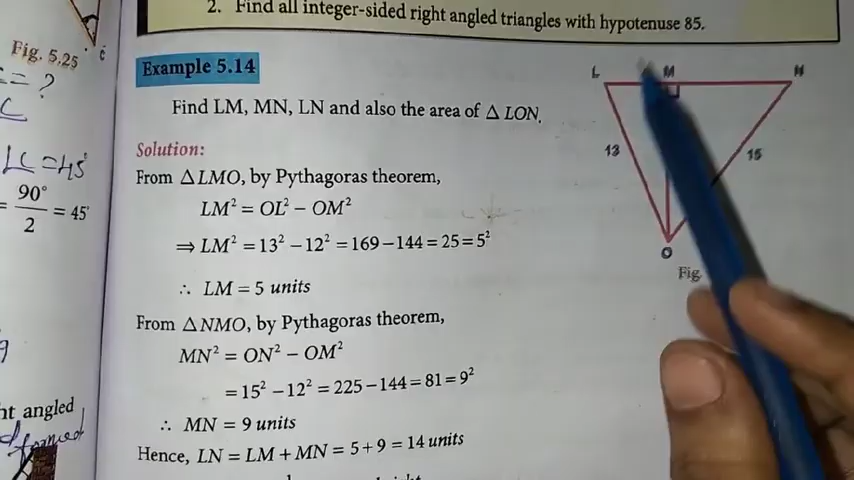 2. Find all integer-sided right angled triangles with hypotenuse 85.
Fig. 5.25
C
= ?
C
LC = 45°
= 90°/2 = 45°
nt angled
formed
Example 5.14
Find LM, MN, LN and also the area of Δ LON.
Solution:
From Δ LMO, by Pythagoras theorem,
LM² = OL² − OM²
⇒ LM² = 13² − 12² = 169 − 144 = 25 = 5²
∴ LM = 5 units
From Δ NMO, by Pythagoras theorem,
MN² = ON² − OM²
= 15² − 12² = 225 − 144 = 81 = 9²
∴ MN = 9 units
Hence, LN = LM + MN = 5 + 9 = 14 units
L M N
13 15
O
Fig